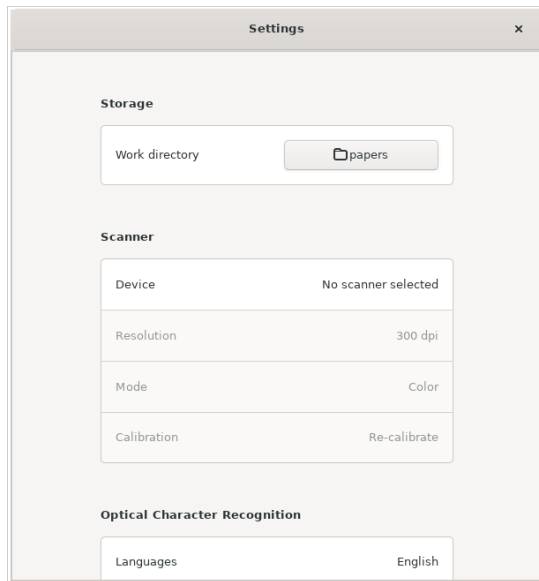 Settings ×
Storage
Work directory papers
Scanner
Device No scanner selected
Resolution 300 dpi
Mode Color
Calibration Re-calibrate
Optical Character Recognition
Languages English